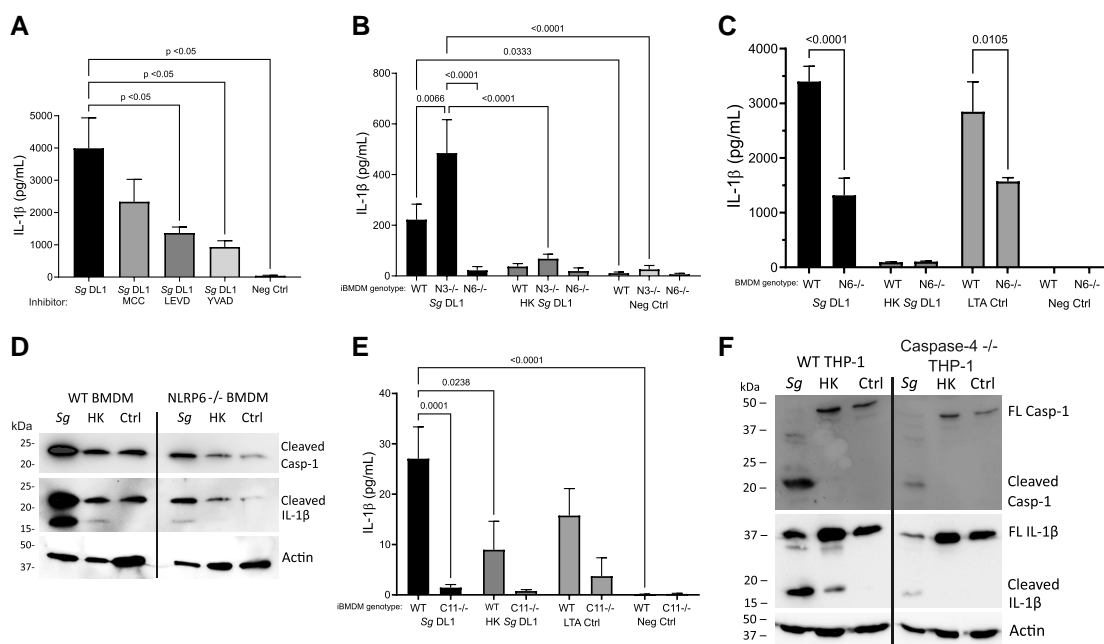 A
p <0.05
p <0.05
p <0.05
IL-1β (pg/mL)
5000
4000
3000
2000
1000
0
Inhibitor:
Sg DL1
Sg DL1 MCC
Sg DL1 LEVD
Sg DL1 YVAD
Neg Ctrl
B
<0.0001
0.0333
<0.0001
0.0066
<0.0001
IL-1β (pg/mL)
800
600
400
200
0
iBMDM genotype: WT N3-/- N6-/- WT N3-/- N6-/- WT N3-/- N6-/-
Sg DL1 HK Sg DL1 Neg Ctrl
C
<0.0001
0.0105
IL-1β (pg/mL)
4000
3000
2000
1000
0
BMDM genotype: WT N6-/- WT N6-/- WT N6-/- WT N6-/-
Sg DL1 HK Sg DL1 LTA Ctrl Neg Ctrl
D
WT BMDM NLRP6 -/- BMDM
Sg HK Ctrl Sg HK Ctrl
kDa
25-
20-
Cleaved
Casp-1
25-
20-
15-
Cleaved
IL-1β
50-
37-
Actin
E
<0.0001
0.0238
0.0001
IL-1β (pg/mL)
40
30
20
10
0
iBMDM genotype: WT C11-/- WT C11-/- WT C11-/- WT C11-/-
Sg DL1 HK Sg DL1 LTA Ctrl Neg Ctrl
F
WT THP-1
Caspase-4 -/-
THP-1
kDa
Sg HK Ctrl Sg HK Ctrl
50 –
37 –
25 –
20 –
FL Casp-1
Cleaved
Casp-1
37 –
20 –
15 –
FL IL-1β
Cleaved
IL-1β
50 –
37 –
Actin